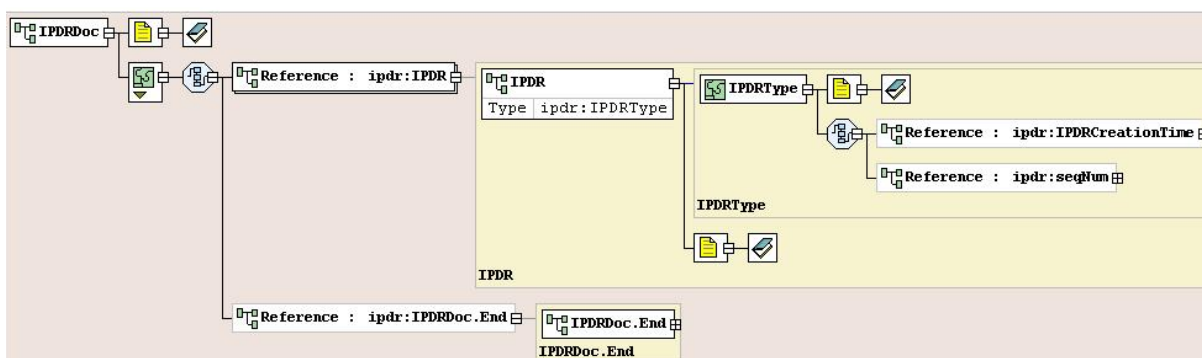 IPDRDoc
Reference : ipdr:IPDR
IPDR
Type ipdr:IPDRType
IPDRType
Reference : ipdr:IPDRCreationTime
Reference : ipdr:seqNum
IPDRType
IPDR
Reference : ipdr:IPDRDoc.End
IPDRDoc.End
IPDRDoc.End